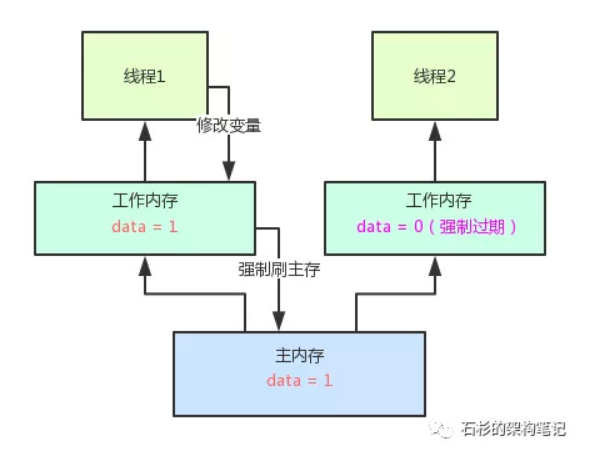 线程1
线程2
修改变量
工作内存
data = 1
工作内存
data = 0（强制过期）
强制刷主存
主内存
data = 1
石杉的架构笔记